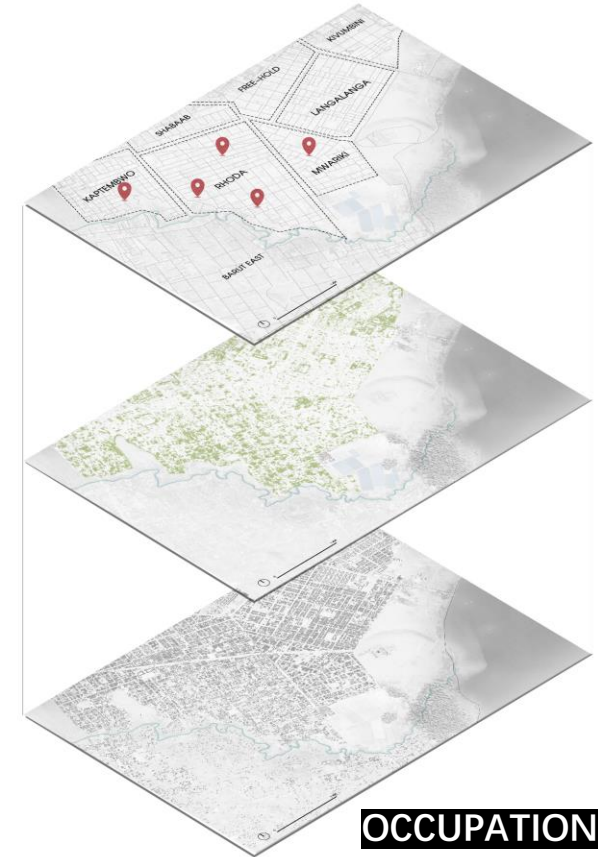 KIVUMBINI
FREE-HOLD
LANGALANGA
SHABAAB
MWARIKI
KAPTEMBWO
RHODA
BARUT EAST
OCCUPATION